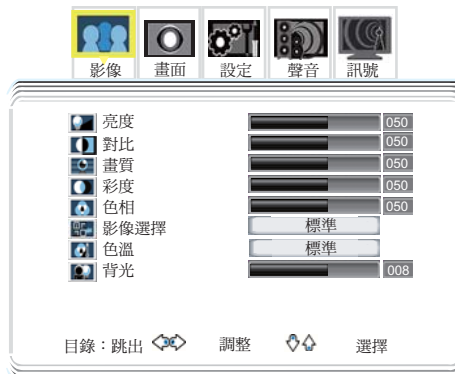 影像 畫面 設定 聲音 訊號
亮度 050
對比 050
畫質 050
彩度 050
色相 050
影像選擇 標準
色溫 標準
背光 008
目錄：跳出 調整 選擇